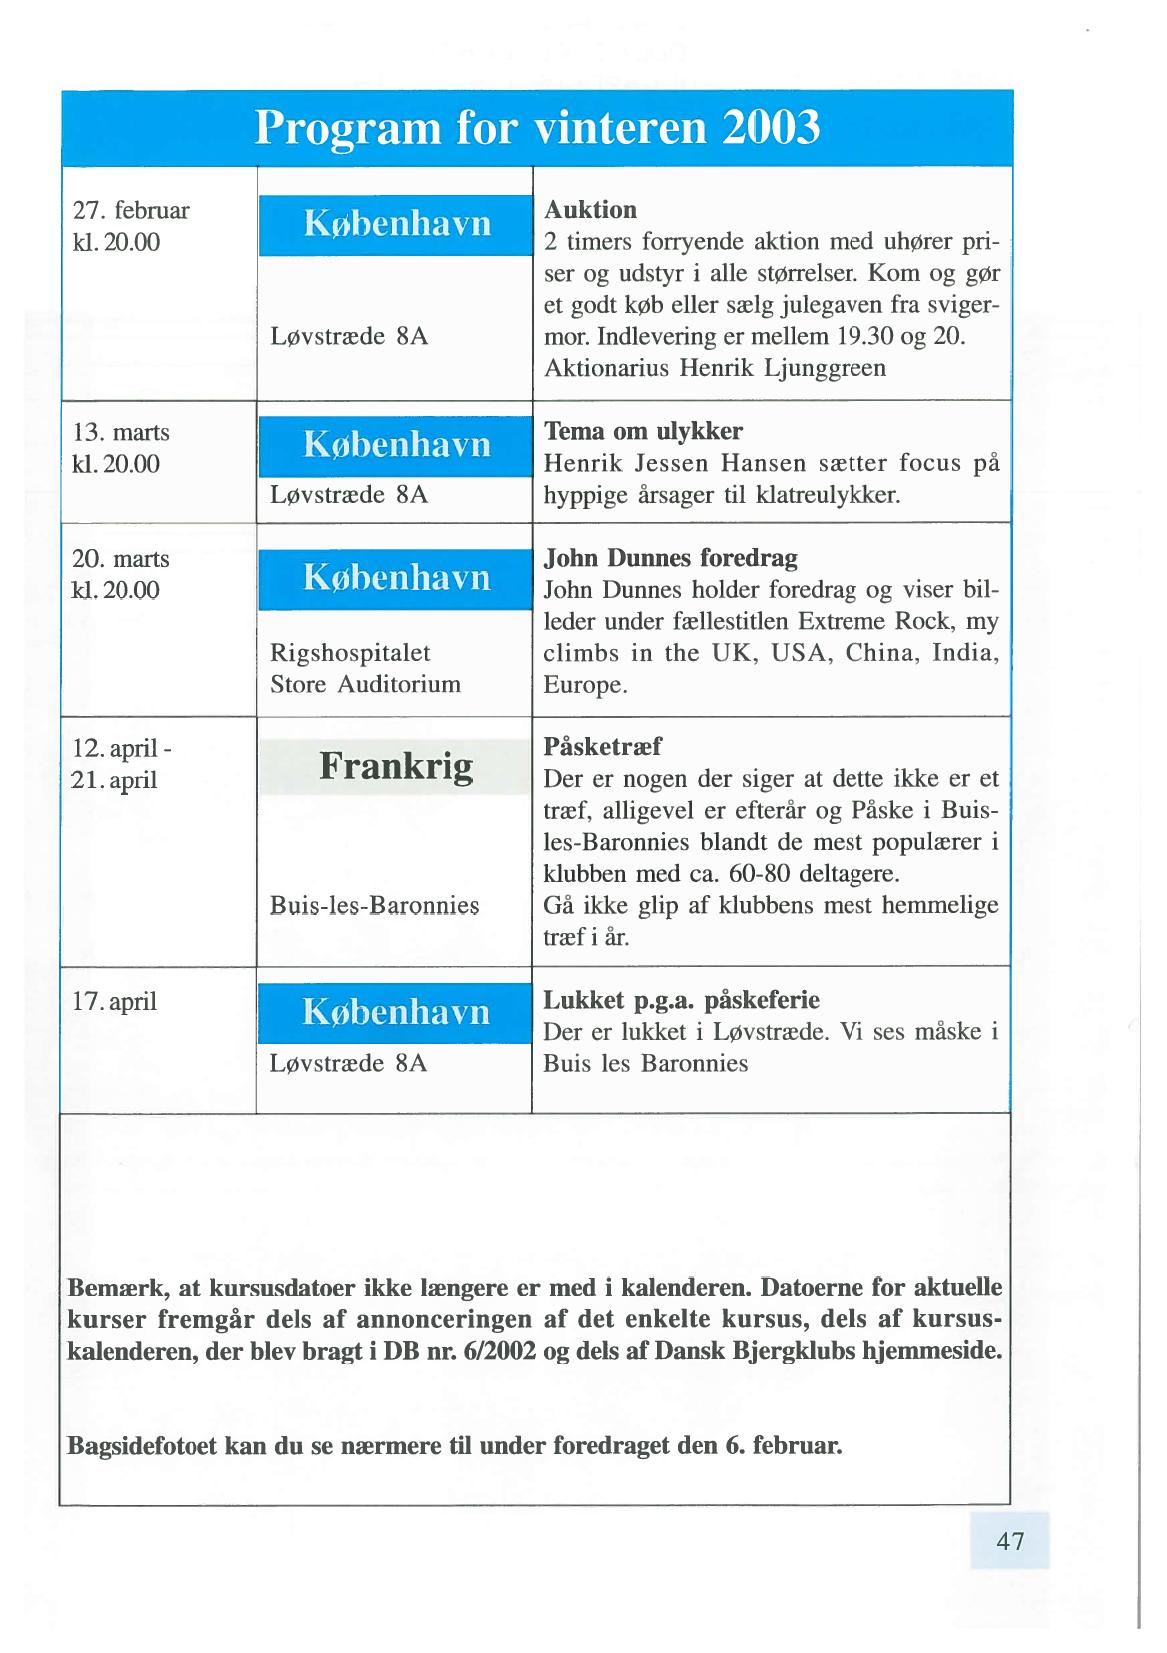 Program for vinteren 2003
27. februar
kl. 20.00
København
Løvstræde 8A
Auktion
2 timers forryende aktion med uhører pri-
ser og udstyr i alle størrelser. Kom og gør
et godt køb eller sælg julegaven fra sviger-
mor. Indlevering er mellem 19.30 og 20.
Aktionarius Henrik Ljunggreen
13. marts
kl. 20.00
København
Løvstræde 8A
Tema om ulykker
Henrik Jessen Hansen sætter focus på
hyppige årsager til klatreulykker.
20. marts
kl. 20.00
København
Rigshospitalet
Store Auditorium
John Dunnes foredrag
John Dunnes holder foredrag og viser bil-
leder under fællestitlen Extreme Rock, my
climbs in the UK, USA, China, India,
Europe.
12. april -
21. april
Frankrig
Buis-les-Baronnies
Påsketræf
Der er nogen der siger at dette ikke er et
træf, alligevel er efterår og Påske i Buis-
les-Baronnies blandt de mest populærer i
klubben med ca. 60-80 deltagere.
Gå ikke glip af klubbens mest hemmelige
træf i år.
17. april
København
Løvstræde 8A
Lukket p.g.a. påskeferie
Der er lukket i Løvstræde. Vi ses måske i
Buis les Baronnies
Bemærk, at kursusdatoer ikke længere er med i kalenderen. Datoerne for aktuelle
kurser fremgår dels af annonceringen af det enkelte kursus, dels af kursus-
kalenderen, der blev bragt i DB nr. 6/2002 og dels af Dansk Bjergklubs hjemmeside.
Bagsidefotoet kan du se nærmere til under foredraget den 6. februar.
47